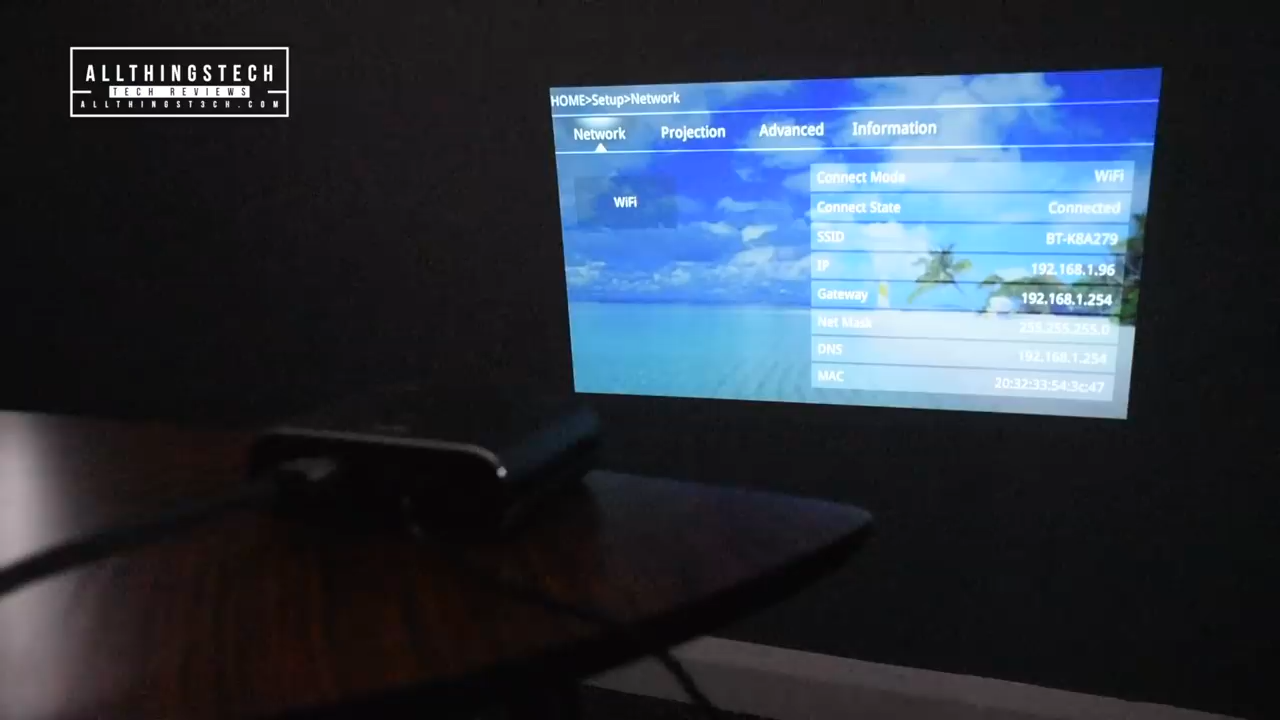 ALLTHINGSTECH
TECH REVIEWS
ALLTHINGST3CH.COM
HOME>Setup>Network
Network Projection Advanced Information
WiFi
Connect Mode WiFi
Connect State Connected
SSID BT-K8A279
IP 192.168.1.96
Gateway 192.168.1.254
Net Mask 255.255.255.0
DNS 192.168.1.254
MAC 20:32:33:54:3c:47